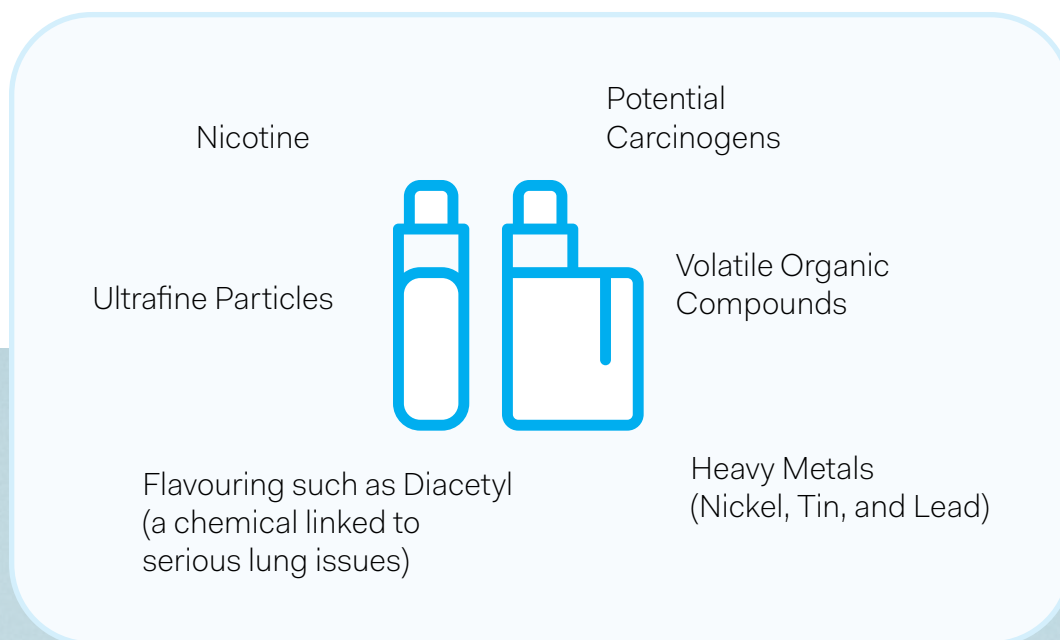 Nicotine
Potential
Carcinogens
Ultrafine Particles
Volatile Organic
Compounds
Flavouring such as Diacetyl
(a chemical linked to
serious lung issues)
Heavy Metals
(Nickel, Tin, and Lead)